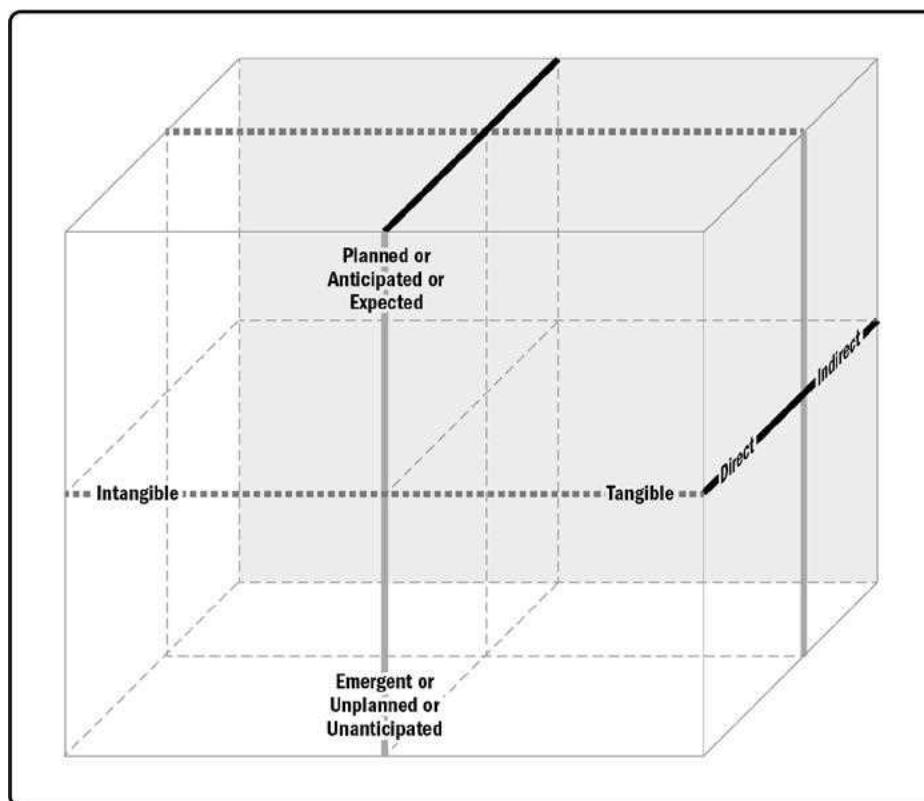 Planned or
Anticipated or
Expected
Indirect
Direct
Intangible
Tangible
Emergent or
Unplanned or
Unanticipated